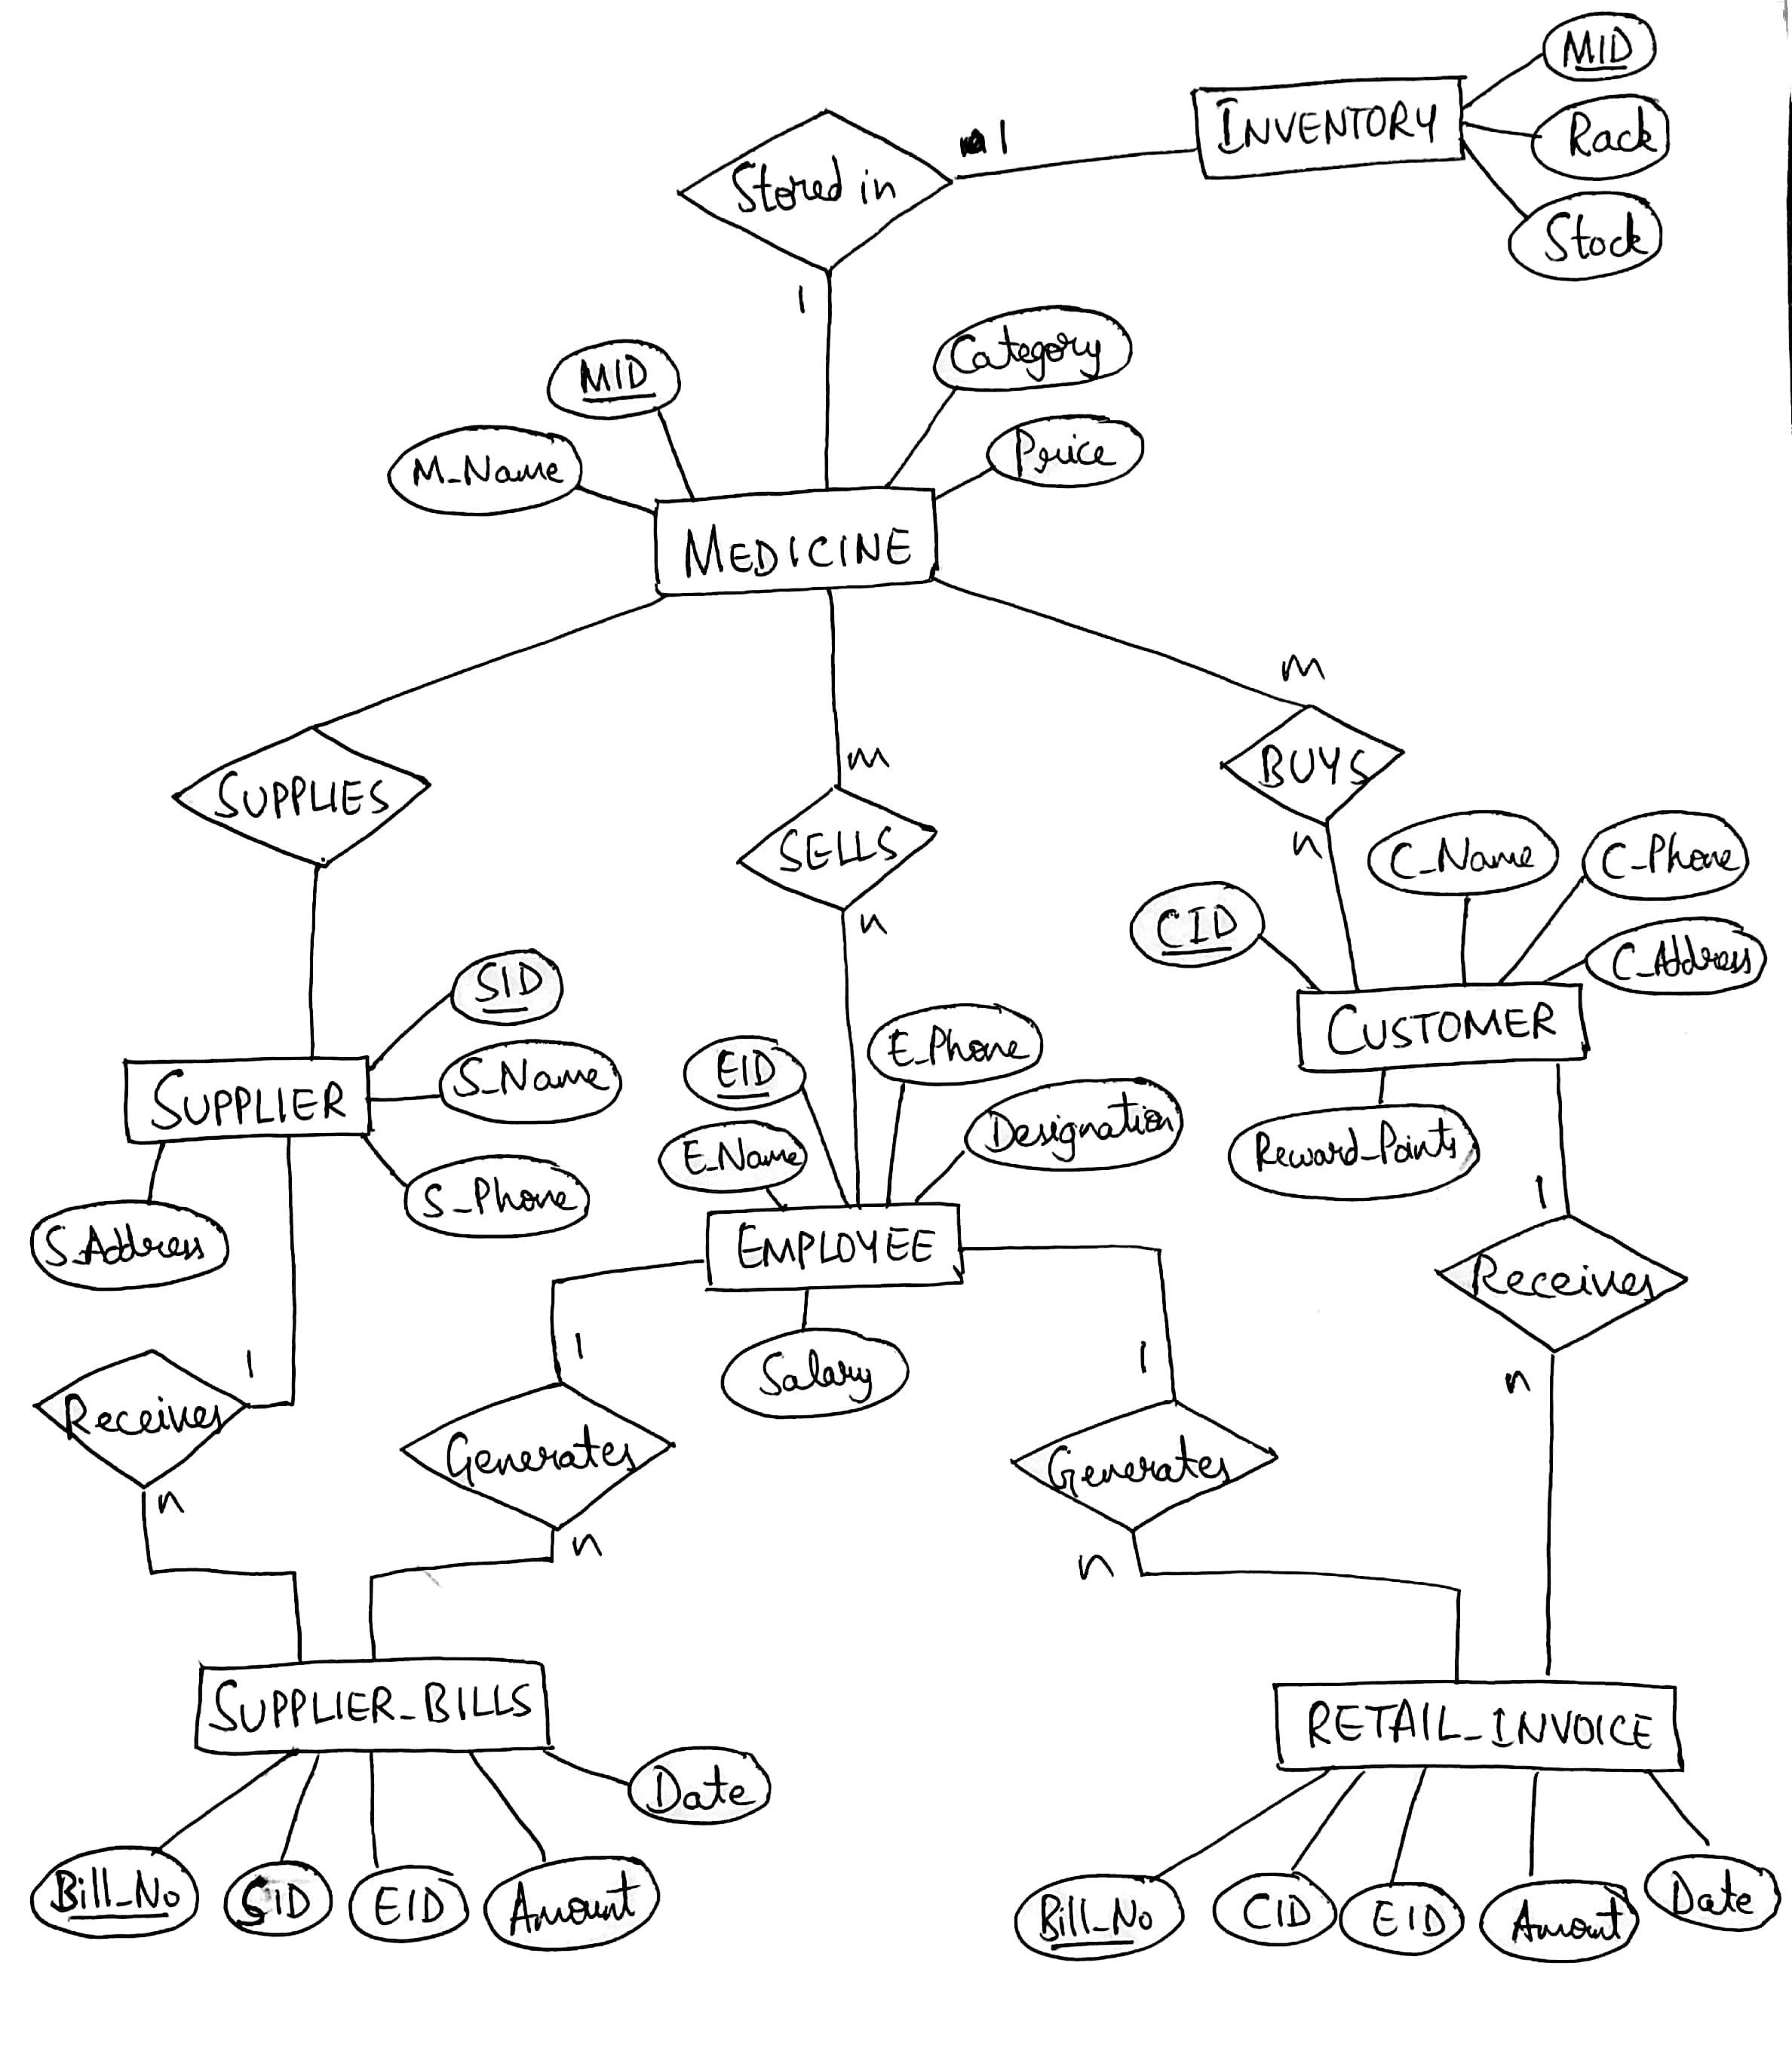 MID
INVENTORY
Rack
Stock
1
Stored in
1
MID
Category
M_Name
Price
MEDICINE
m
m
BUYS
SUPPLIES
SELLS
n
n
C_Name
C_Phone
CID
C_Address
SID
CUSTOMER
S_Name
EID
E_Phone
SUPPLIER
Designation
E_Name
Reward_Points
S_Phone
1
S_Address
EMPLOYEE
Receives
1
1
1
Salary
n
Receives
Generates
Generates
n
n
n
SUPPLIER_BILLS
RETAIL_INVOICE
Date
Bill_No
SID
EID
Amount
Bill_No
CID
EID
Amount
Date